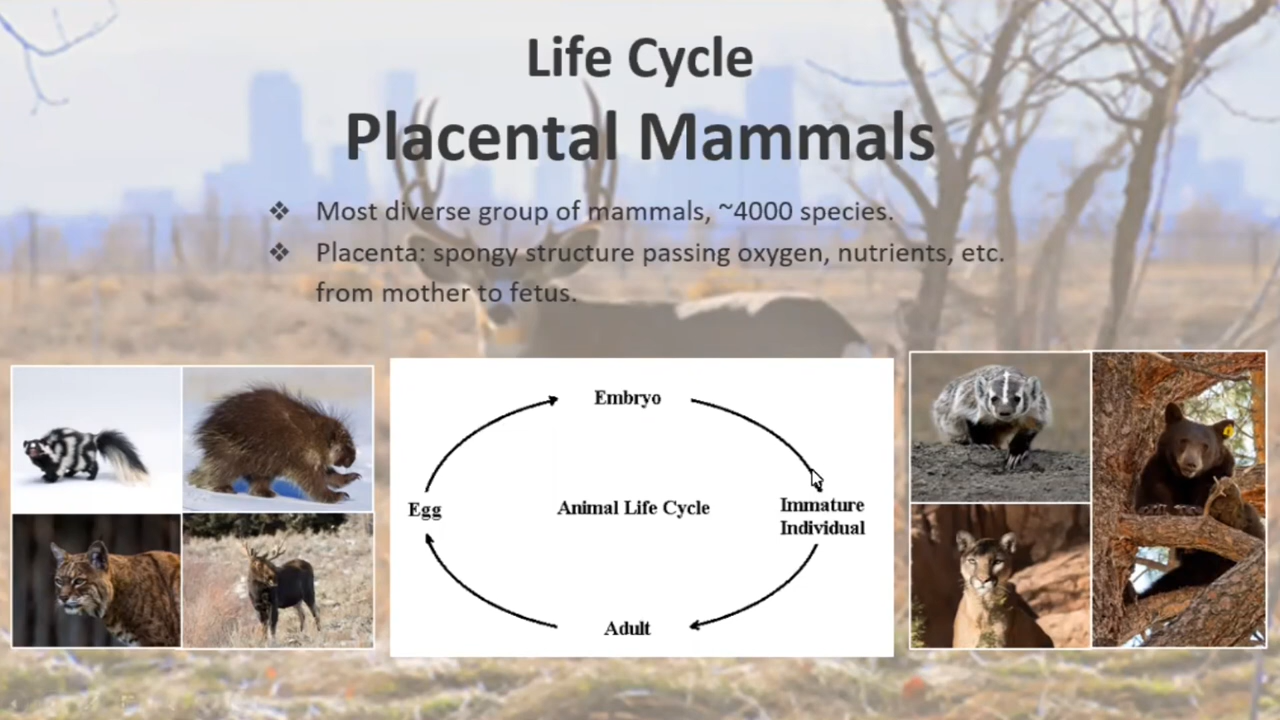 Life Cycle
Placental Mammals
❖ Most diverse group of mammals, ~4000 species.
❖ Placenta: spongy structure passing oxygen, nutrients, etc.
from mother to fetus.
Embryo
Egg
Animal Life Cycle
Immature
Individual
Adult